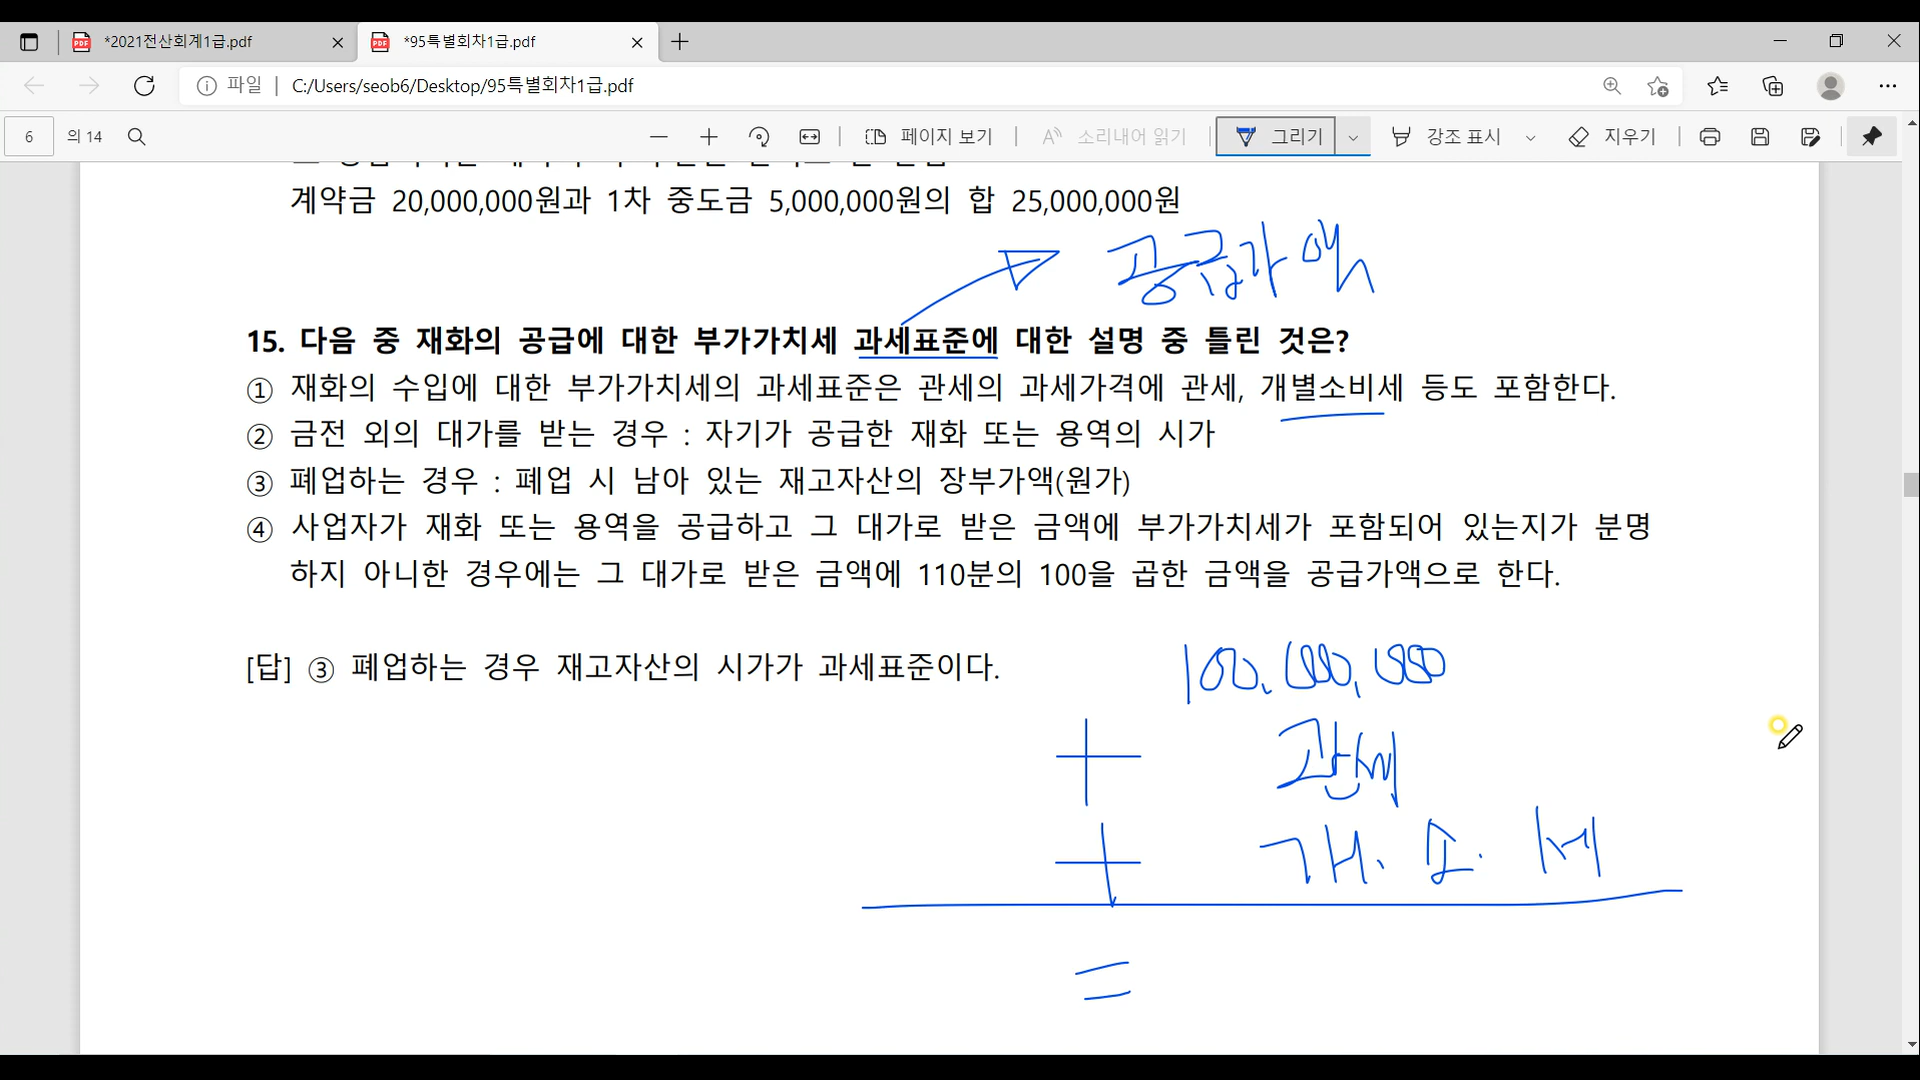 *2021전산회계1급.pdf
*95특별회차1급.pdf
파일
C:/Users/seob6/Desktop/95특별회차1급.pdf
6 의 14
페이지 보기
소리내어 읽기
그리기
강조 표시
지우기
계약금 20,000,000원과 1차 중도금 5,000,000원의 합 25,000,000원
공급가액
15. 다음 중 재화의 공급에 대한 부가가치세 과세표준에 대한 설명 중 틀린 것은?
① 재화의 수입에 대한 부가가치세의 과세표준은 관세의 과세가격에 관세, 개별소비세 등도 포함한다.
② 금전 외의 대가를 받는 경우 : 자기가 공급한 재화 또는 용역의 시가
③ 폐업하는 경우 : 폐업 시 남아 있는 재고자산의 장부가액(원가)
④ 사업자가 재화 또는 용역을 공급하고 그 대가로 받은 금액에 부가가치세가 포함되어 있는지가 분명
하지 아니한 경우에는 그 대가로 받은 금액에 110분의 100을 곱한 금액을 공급가액으로 한다.
[답] ③ 폐업하는 경우 재고자산의 시가가 과세표준이다.
100,000,000
+ 관세
+ 개. 소. 세
=